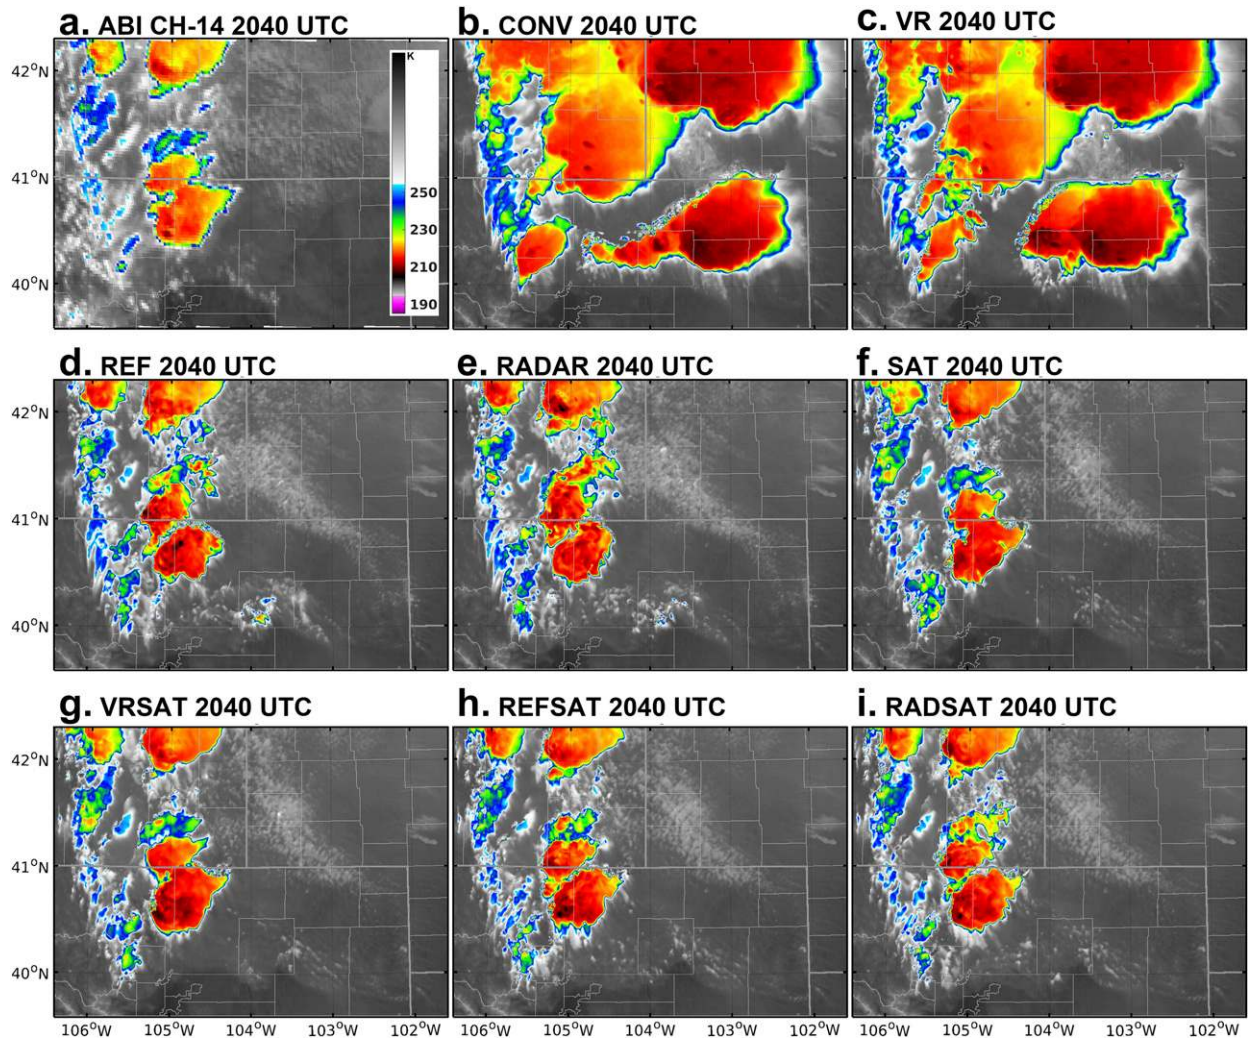 a. ABI CH-14 2040 UTC
b. CONV 2040 UTC
c. VR 2040 UTC
42°N
41°N
40°N
K
250
230
210
190
d. REF 2040 UTC
e. RADAR 2040 UTC
f. SAT 2040 UTC
42°N
41°N
40°N
g. VRSAT 2040 UTC
h. REFSAT 2040 UTC
i. RADSAT 2040 UTC
42°N
41°N
40°N
106°W 105°W 104°W 103°W 102°W
106°W 105°W 104°W 103°W 102°W
106°W 105°W 104°W 103°W 102°W